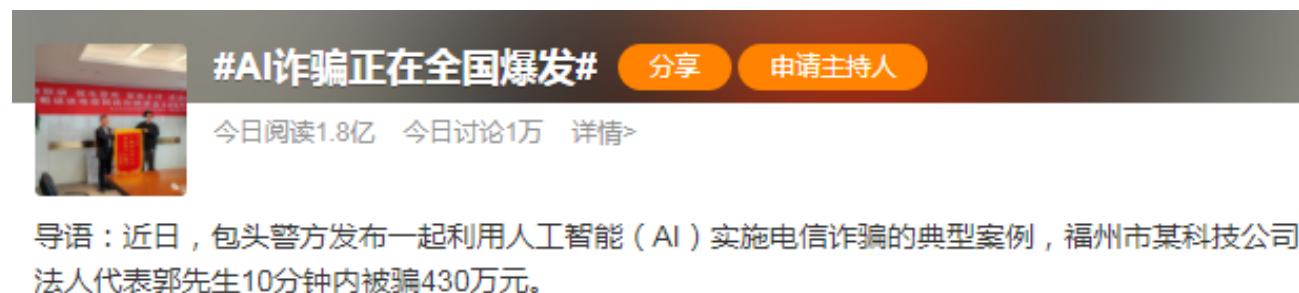 #AI诈骗正在全国爆发# 分享 申请主持人
今日阅读1.8亿 今日讨论1万 详情>
导语：近日，包头警方发布一起利用人工智能（AI）实施电信诈骗的典型案例，福州市某科技公司
法人代表郭先生10分钟内被骗430万元。